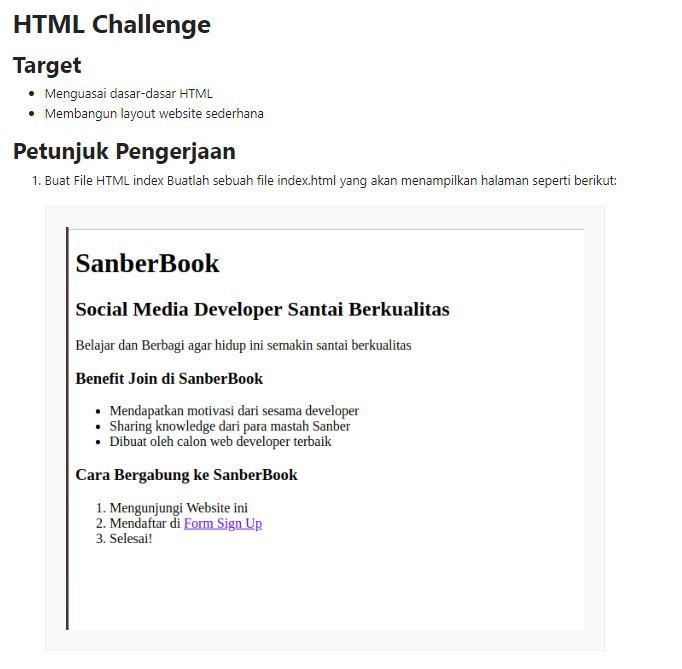 HTML Challenge
Target
• Menguasai dasar-dasar HTML
• Membangun layout website sederhana
Petunjuk Pengerjaan
1. Buat File HTML index Buatlah sebuah file index.html yang akan menampilkan halaman seperti berikut:
SanberBook
Social Media Developer Santai Berkualitas
Belajar dan Berbagi agar hidup ini semakin santai berkualitas
Benefit Join di SanberBook
• Mendapatkan motivasi dari sesama developer
• Sharing knowledge dari para mastah Sanber
• Dibuat oleh calon web developer terbaik
Cara Bergabung ke SanberBook
1. Mengunjungi Website ini
2. Mendaftar di Form Sign Up
3. Selesai!